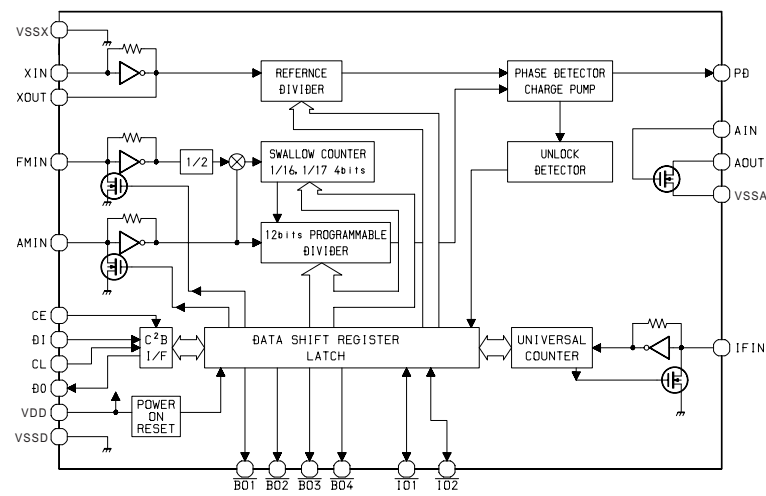 VSSX
XIN
XOUT
REFERNCE
DIVIDER
PHASE DETECTOR
CHARGE PUMP
PD
AIN
AOUT
VSSA
FMIN
1/2
SWALLOW COUNTER
1/16, 1/17 4bits
UNLOCK
DETECTOR
AMIN
12bits PROGRAMMABLE
DIVIDER
CE
DI
CL
DO
VDD
VSSD
C²B
I/F
DATA SHIFT REGISTER
LATCH
UNIVERSAL
COUNTER
IFIN
POWER
ON
RESET
BO1 BO2 BO3 BO4 IO1 IO2